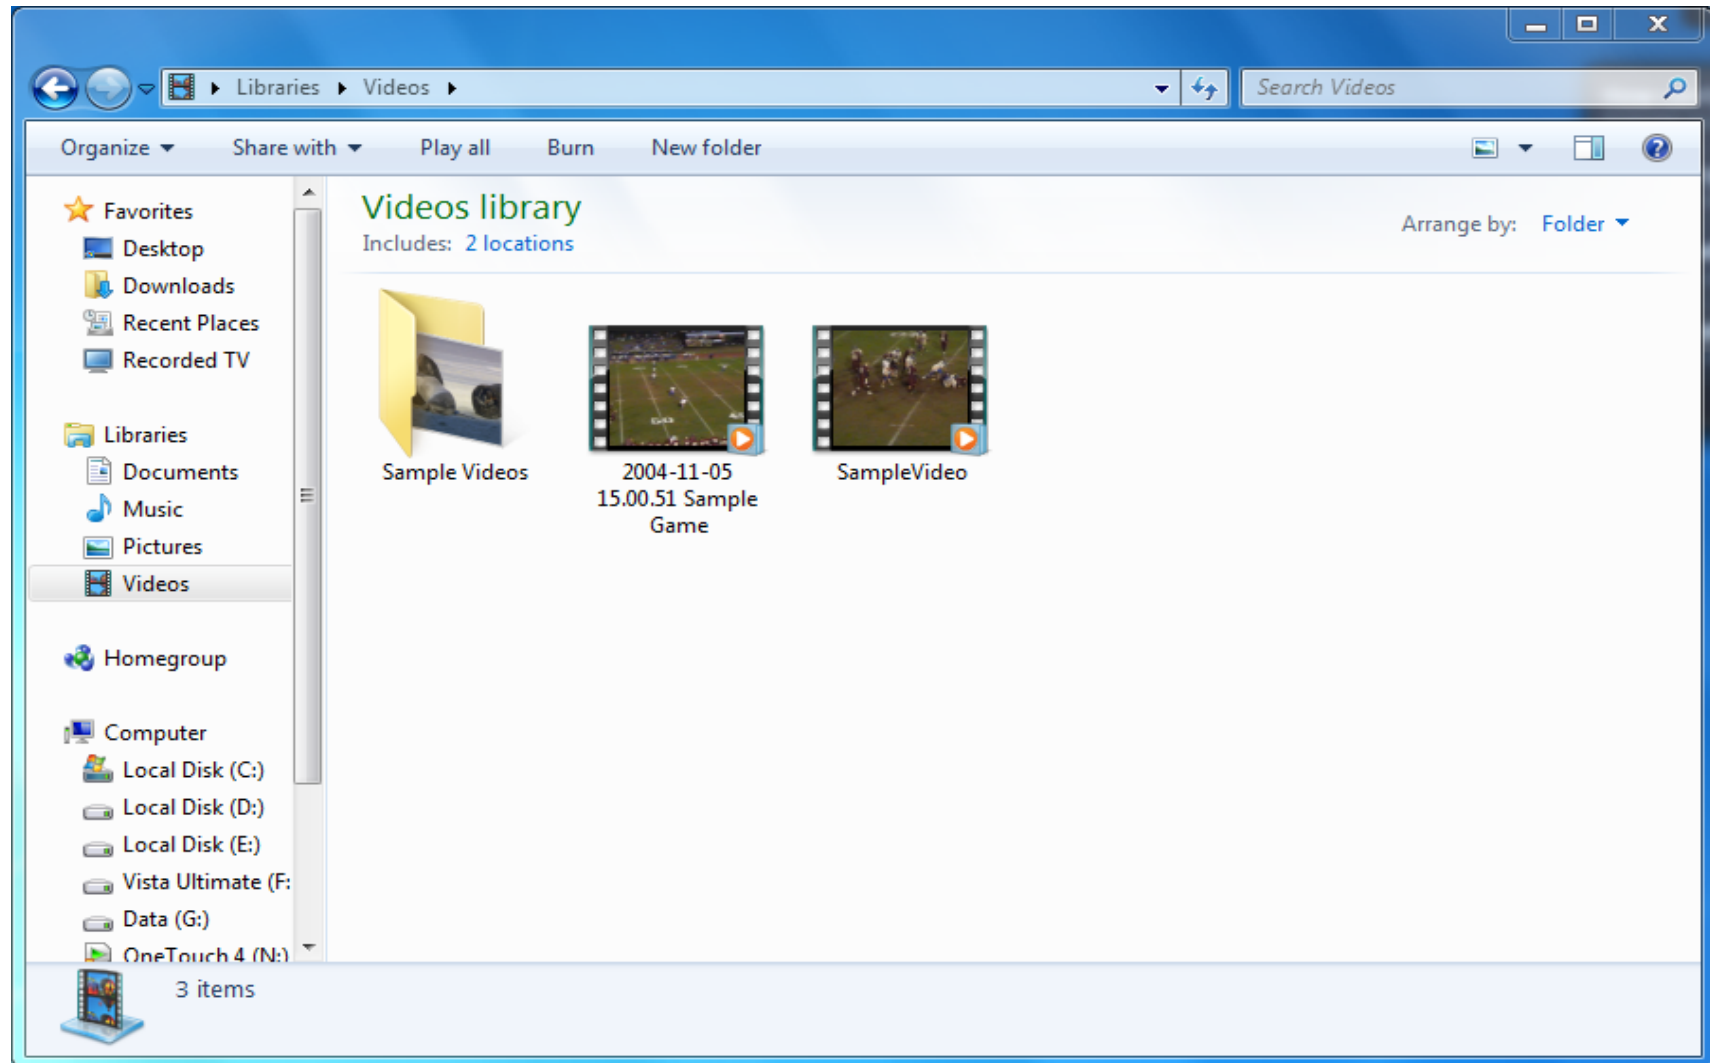 Libraries Videos
Search Videos
Organize Share with Play all Burn New folder
Favorites
Desktop
Downloads
Recent Places
Recorded TV
Libraries
Documents
Music
Pictures
Videos
Homegroup
Computer
Local Disk (C:)
Local Disk (D:)
Local Disk (E:)
Vista Ultimate (F:
Data (G:)
OneTouch 4 (N:)
Videos library
Includes: 2 locations
Arrange by: Folder
Sample Videos
2004-11-05
15.00.51 Sample
Game
SampleVideo
3 items